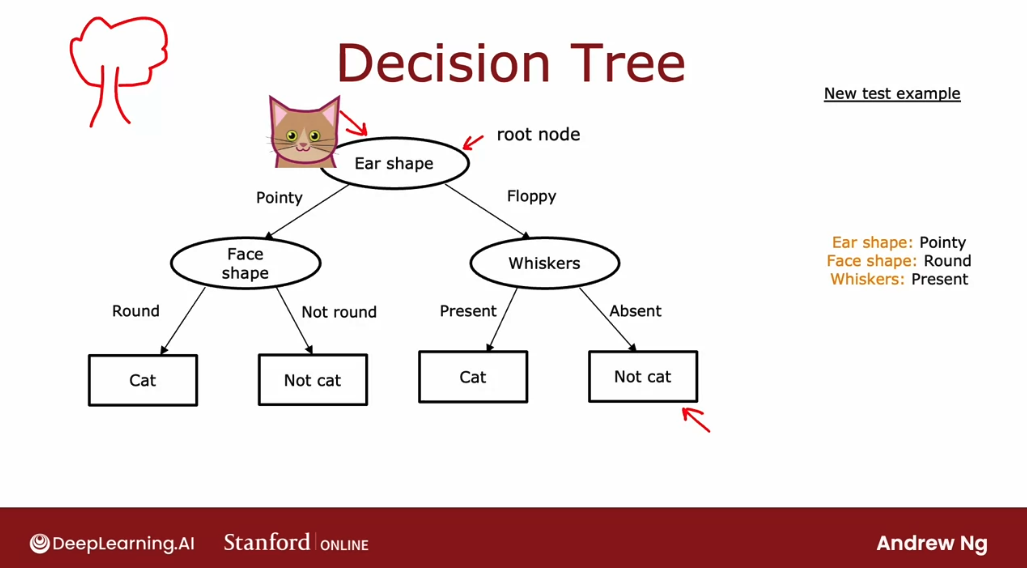 Decision Tree
New test example
root node
Ear shape
Pointy
Floppy
Face
shape
Whiskers
Ear shape: Pointy
Face shape: Round
Whiskers: Present
Round
Not round
Present
Absent
Cat
Not cat
Cat
Not cat
DeepLearning.AI
Stanford ONLINE
Andrew Ng